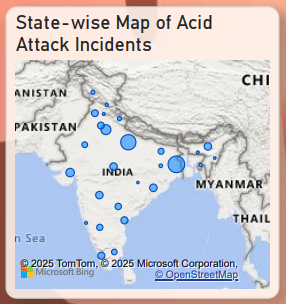 State-wise Map of Acid
Attack Incidents
ANISTAN
CHI
PAKISTAN
INDIA
MYANMAR
THAIL
n Sea
© 2025 TomTom, © 2025 Microsoft Corporation,
Microsoft Bing
© OpenStreetMap